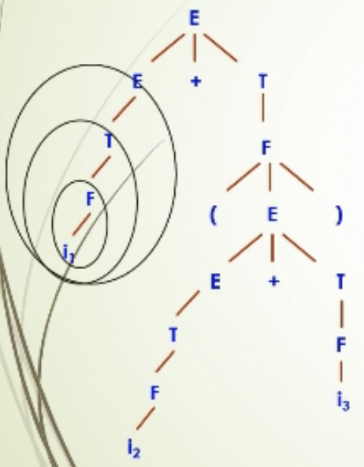 E
E + T
T F
F ( E )
i₁ E + T
T F
F i₃
i₂